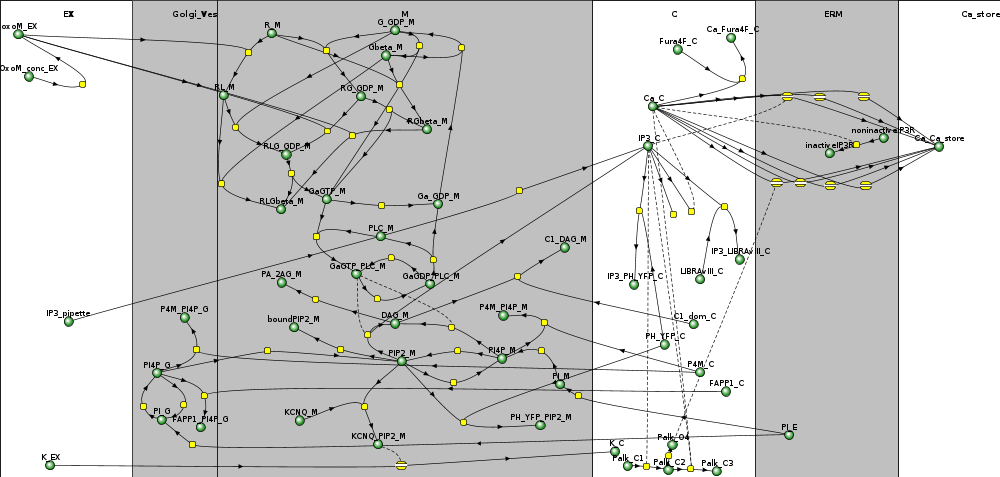 EX
Golgi_Ves
M
C
ERM
Ca_store
oxoM_EX
OxoM_conc_EX
R_M
G_GDP_M
Gbeta_M
RL_M
RG_GDP_M
RGbeta_M
RLG_GDP_M
RLGbeta_M
GaGTP_M
Ga_GDP_M
PLC_M
GaGTP_PLC_M
GaGDP_PLC_M
C1_DAG_M
PA_2AG_M
DAG_M
P4M_PI4P_M
boundPIP2_M
PIP2_M
PI4P_M
PI_M
KCNQ_M
KCNQ_PIP2_M
PH_YFP_PIP2_M
IP3_pipette
P4M_PI4P_G
PI4P_G
PI_G
FAPP1_PI4P_G
K_EX
Fura4F_C
Ca_Fura4F_C
Ca_C
IP3_C
IP3_PH_YFP_C
LIBRAvIII_C
IP3_LIBRAvIII_C
C1_dom_C
PH_YFP_C
P4M_C
FAPP1_C
PI_E
K_C
Palk_C1
Palk_C2
Palk_C3
Palk_O4
noninactiveIP3R
inactiveIP3R
Ca_Ca_store